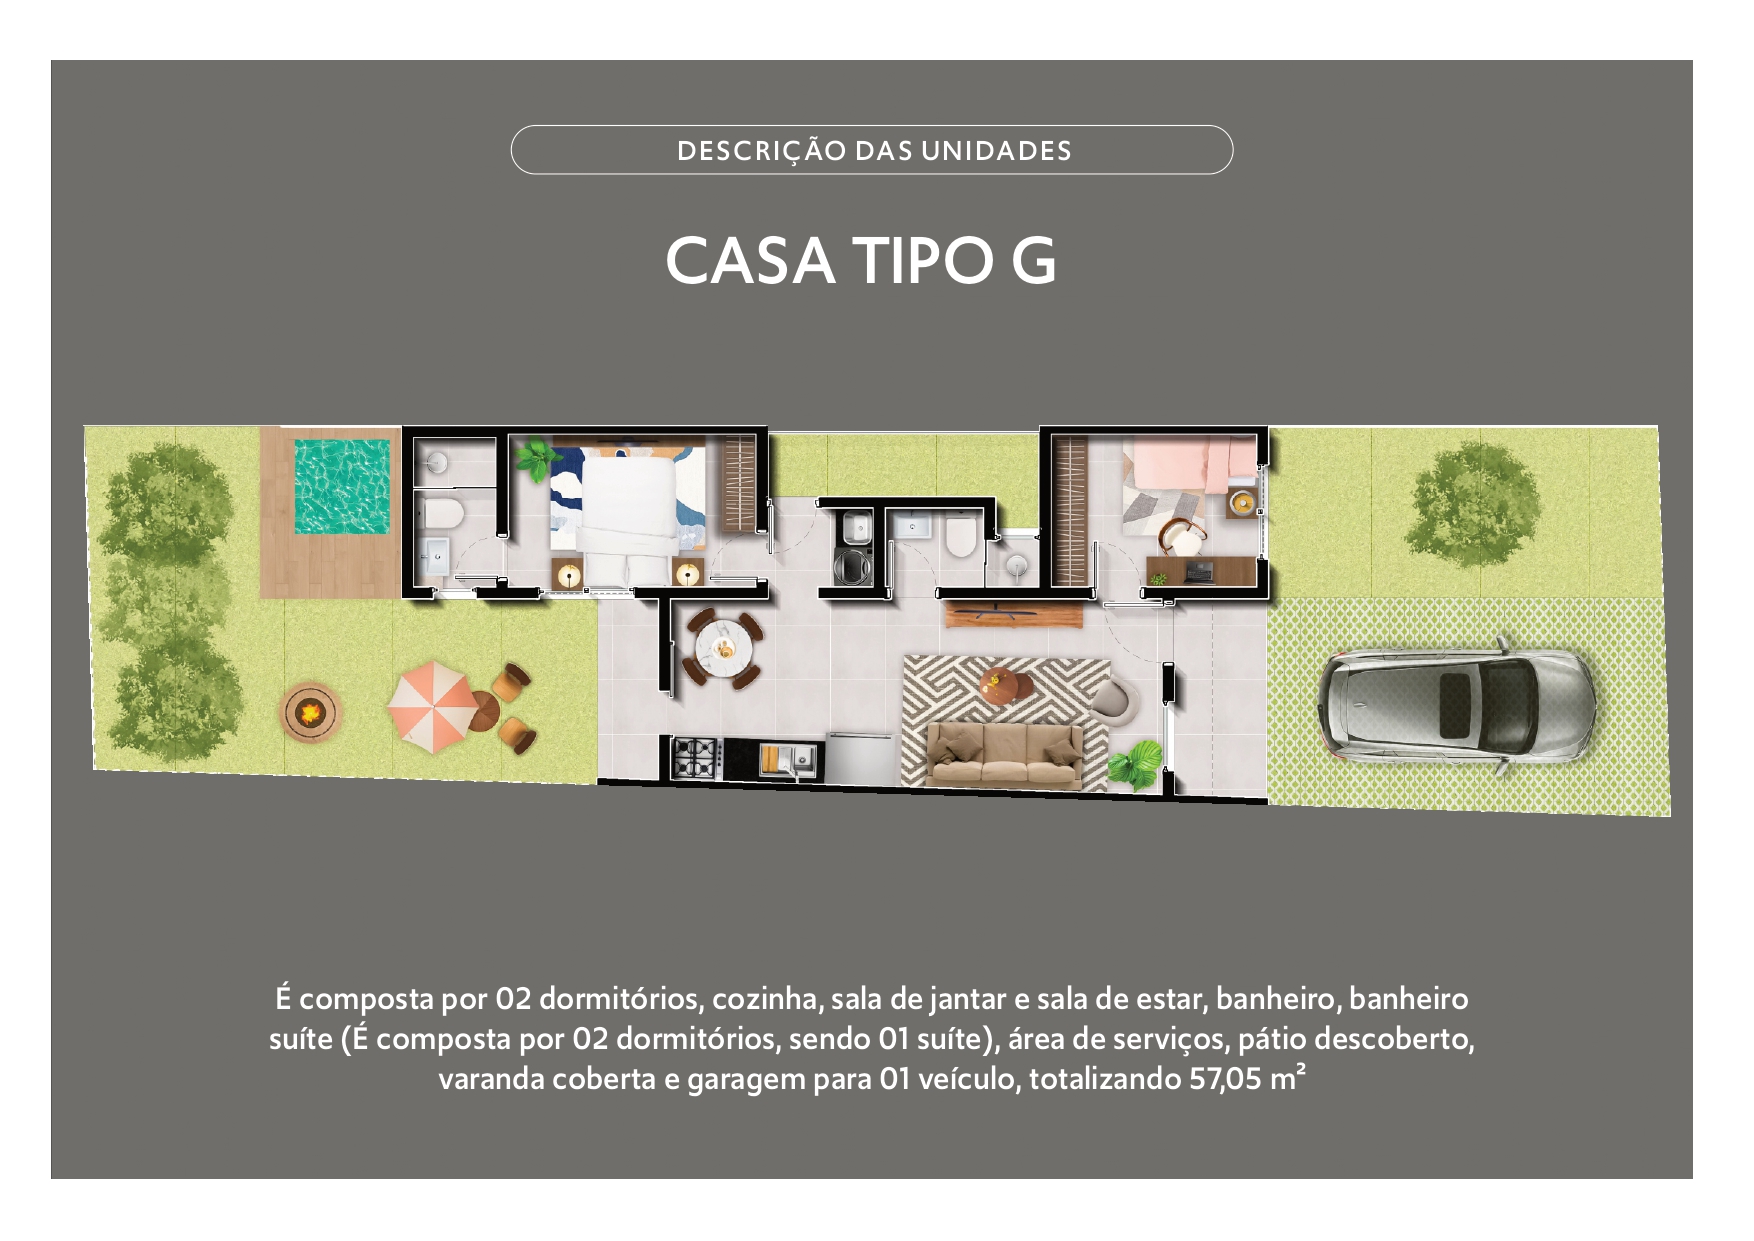 DESCRIÇÃO DAS UNIDADES
CASA TIPO G
É composta por 02 dormitórios, cozinha, sala de jantar e sala de estar, banheiro, banheiro
suíte (É composta por 02 dormitórios, sendo 01 suíte), área de serviços, pátio descoberto,
varanda coberta e garagem para 01 veículo, totalizando 57,05 m²